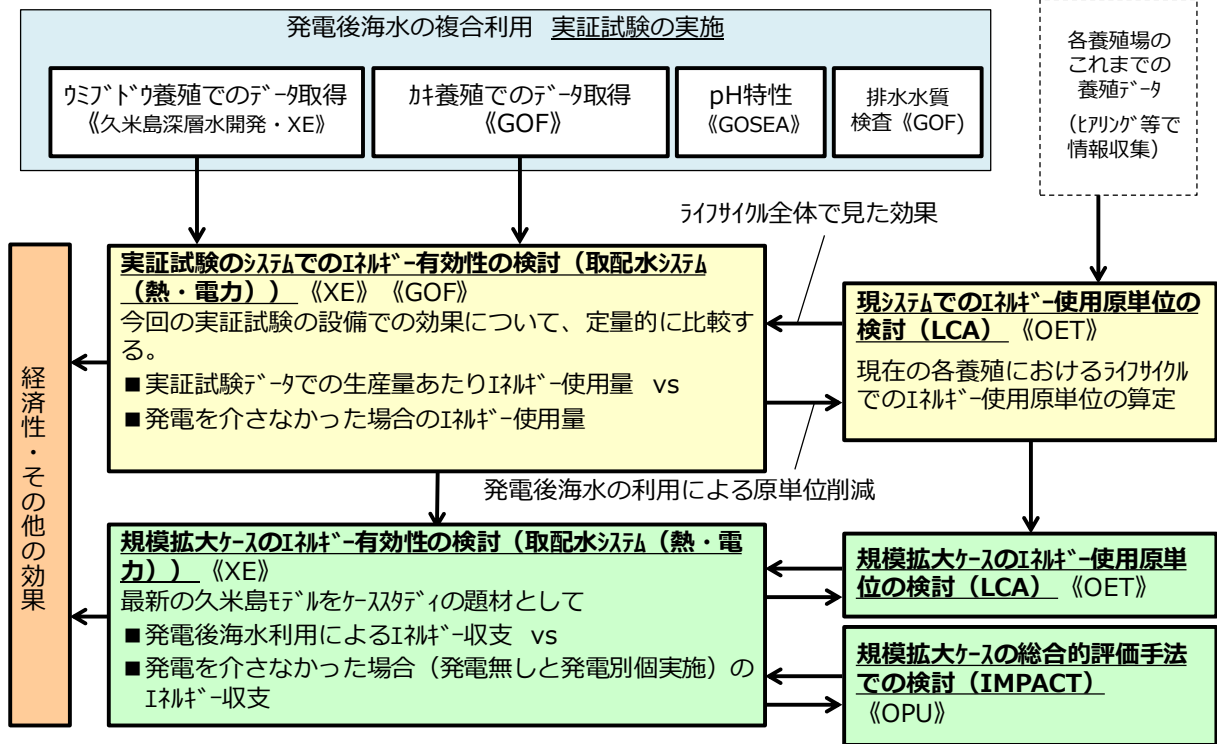 発電後海水の複合利用 実証試験の実施
ｳﾐﾌﾞﾄﾞｳ養殖でのﾃﾞｰﾀ取得
《久米島深層水開発・XE》
ｶｷ養殖でのﾃﾞｰﾀ取得
《GOF》
pH特性
《GOSEA》
排水水質
検査《GOF)
各養殖場の
これまでの
養殖ﾃﾞｰﾀ
（ﾋｱﾘﾝｸﾞ等で
情報収集）
ﾗｲﾌｻｲｸﾙ全体で見た効果
実証試験のｼｽﾃﾑでのｴﾈﾙｷﾞｰ有効性の検討（取配水ｼｽﾃﾑ
（熱・電力））《XE》《GOF》
今回の実証試験の設備での効果について、定量的に比較す
る。
■実証試験ﾃﾞｰﾀでの生産量あたりｴﾈﾙｷﾞｰ使用量 vs
■発電を介さなかった場合のｴﾈﾙｷﾞｰ使用量
現ｼｽﾃﾑでのｴﾈﾙｷﾞｰ使用原単位の
検討（LCA）《OET》
現在の各養殖におけるﾗｲﾌｻｲｸﾙ
でのｴﾈﾙｷﾞｰ使用原単位の算定
経済性・その他の効果
発電後海水の利用による原単位削減
規模拡大ｹｰｽのｴﾈﾙｷﾞｰ有効性の検討（取配水ｼｽﾃﾑ（熱・電
力））《XE》
最新の久米島ﾓﾃﾞﾙをｹｰｽｽﾀﾃﾞｨの題材として
■発電後海水利用によるｴﾈﾙｷﾞｰ収支 vs
■発電を介さなかった場合（発電無しと発電別個実施）の
ｴﾈﾙｷﾞｰ収支
規模拡大ｹｰｽのｴﾈﾙｷﾞｰ使用原単
位の検討（LCA）《OET》
規模拡大ｹｰｽの総合的評価手法
での検討（IMPACT）
《OPU》